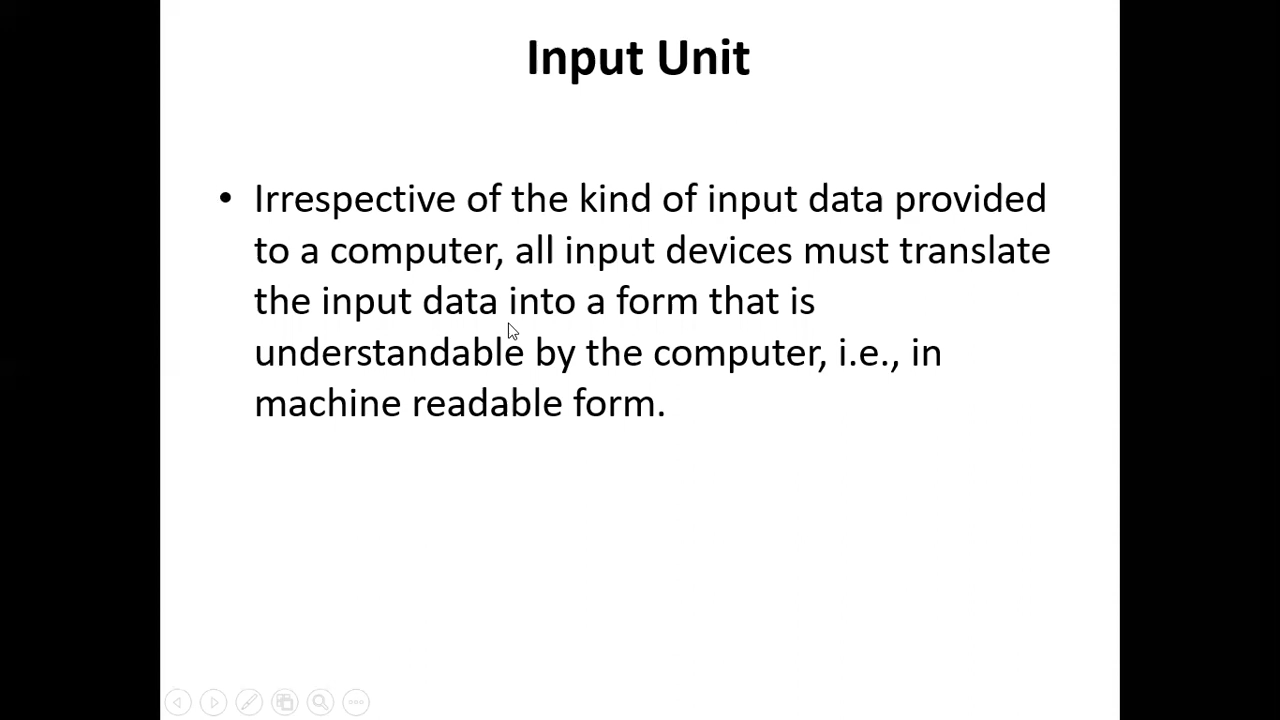 Input Unit
• Irrespective of the kind of input data provided
to a computer, all input devices must translate
the input data into a form that is
understandable by the computer, i.e., in
machine readable form.